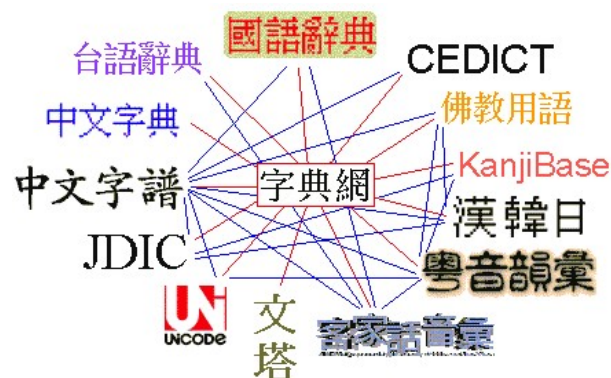 國語辭典
台語辭典
CEDICT
中文字典
佛教用語
中文字譜
字典網
KanjiBase
漢韓日
JDIC
粵音韻彙
UNi
UNiCODE
文
塔
客家話音彙